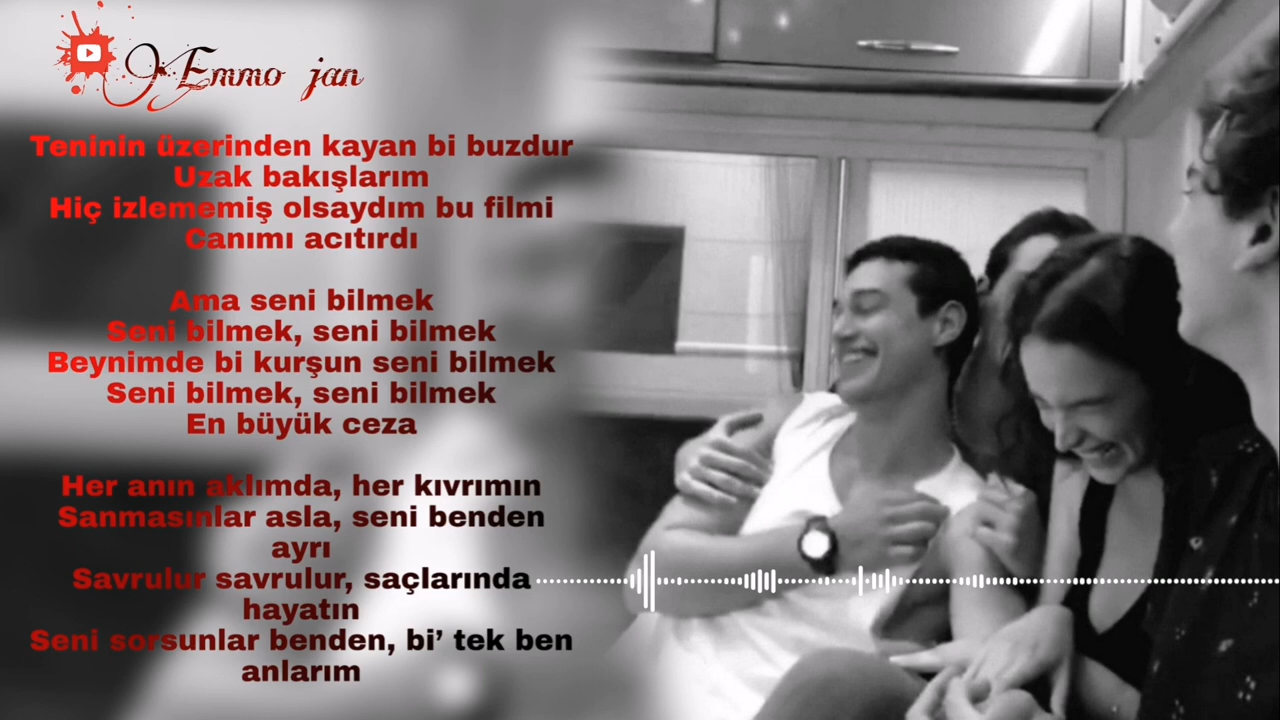 Emmo jan
Teninin üzerinden kayan bi buzdur
Uzak bakışlarım
Hiç izlememiş olsaydım bu filmi
Canımı acıtırdı
Ama seni bilmek
Seni bilmek, seni bilmek
Beynimde bi kurşun seni bilmek
Seni bilmek, seni bilmek
En büyük ceza
Her anın aklımda, her kıvrımın
Sanmasınlar asla, seni benden
ayrı
Savrulur savrulur, saçlarında
hayatın
Seni sorsunlar benden, bi’ tek ben
anlarım